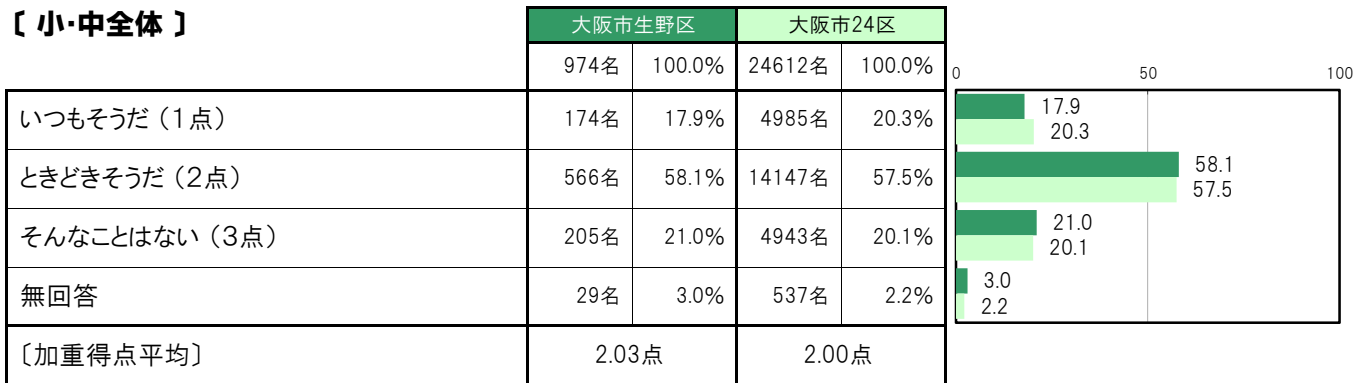 〔 小・中全体 〕
大阪市生野区 大阪市24区
974名 100.0% 24612名 100.0%
0 50 100
いつもそうだ（１点） 174名 17.9% 4985名 20.3%
17.9
20.3
ときどきそうだ（２点） 566名 58.1% 14147名 57.5%
58.1
57.5
そんなことはない（３点） 205名 21.0% 4943名 20.1%
21.0
20.1
無回答 29名 3.0% 537名 2.2%
3.0
2.2
〔加重得点平均〕 2.03点 2.00点